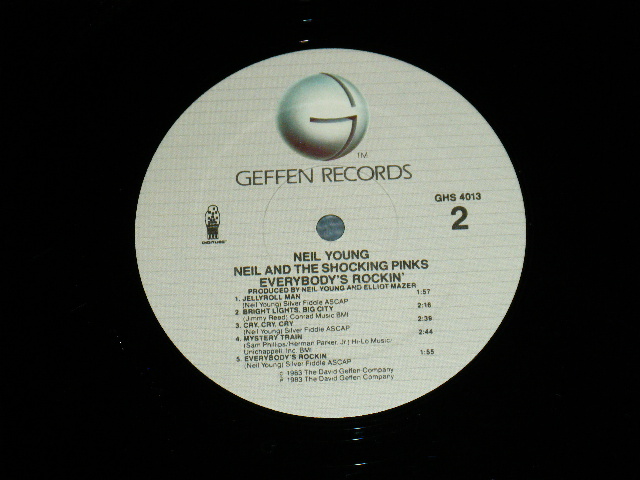 TM
GEFFEN RECORDS
GHS 4013
2
NEIL YOUNG
NEIL AND THE SHOCKING PINKS
EVERYBODY'S ROCKIN'
PRODUCED BY NEIL YOUNG AND ELLIOT MAZER
1. JELLYROLL MAN 1:57
(Neil Young) Silver Fiddle ASCAP
2. BRIGHT LIGHTS, BIG CITY 2:16
(Jimmy Reed) Conrad Music BMI
3. CRY, CRY, CRY 2:39
(Neil Young) Silver Fiddle ASCAP
4. MYSTERY TRAIN 2:44
(Sam Phillips/Herman Parker, Jr.) Hi-Lo Music/
Unichappell, Inc. BMI
5. EVERYBODY'S ROCKIN' 1:55
(Neil Young) Silver Fiddle ASCAP
© 1983 The David Geffen Company
℗ 1983 The David Geffen Company